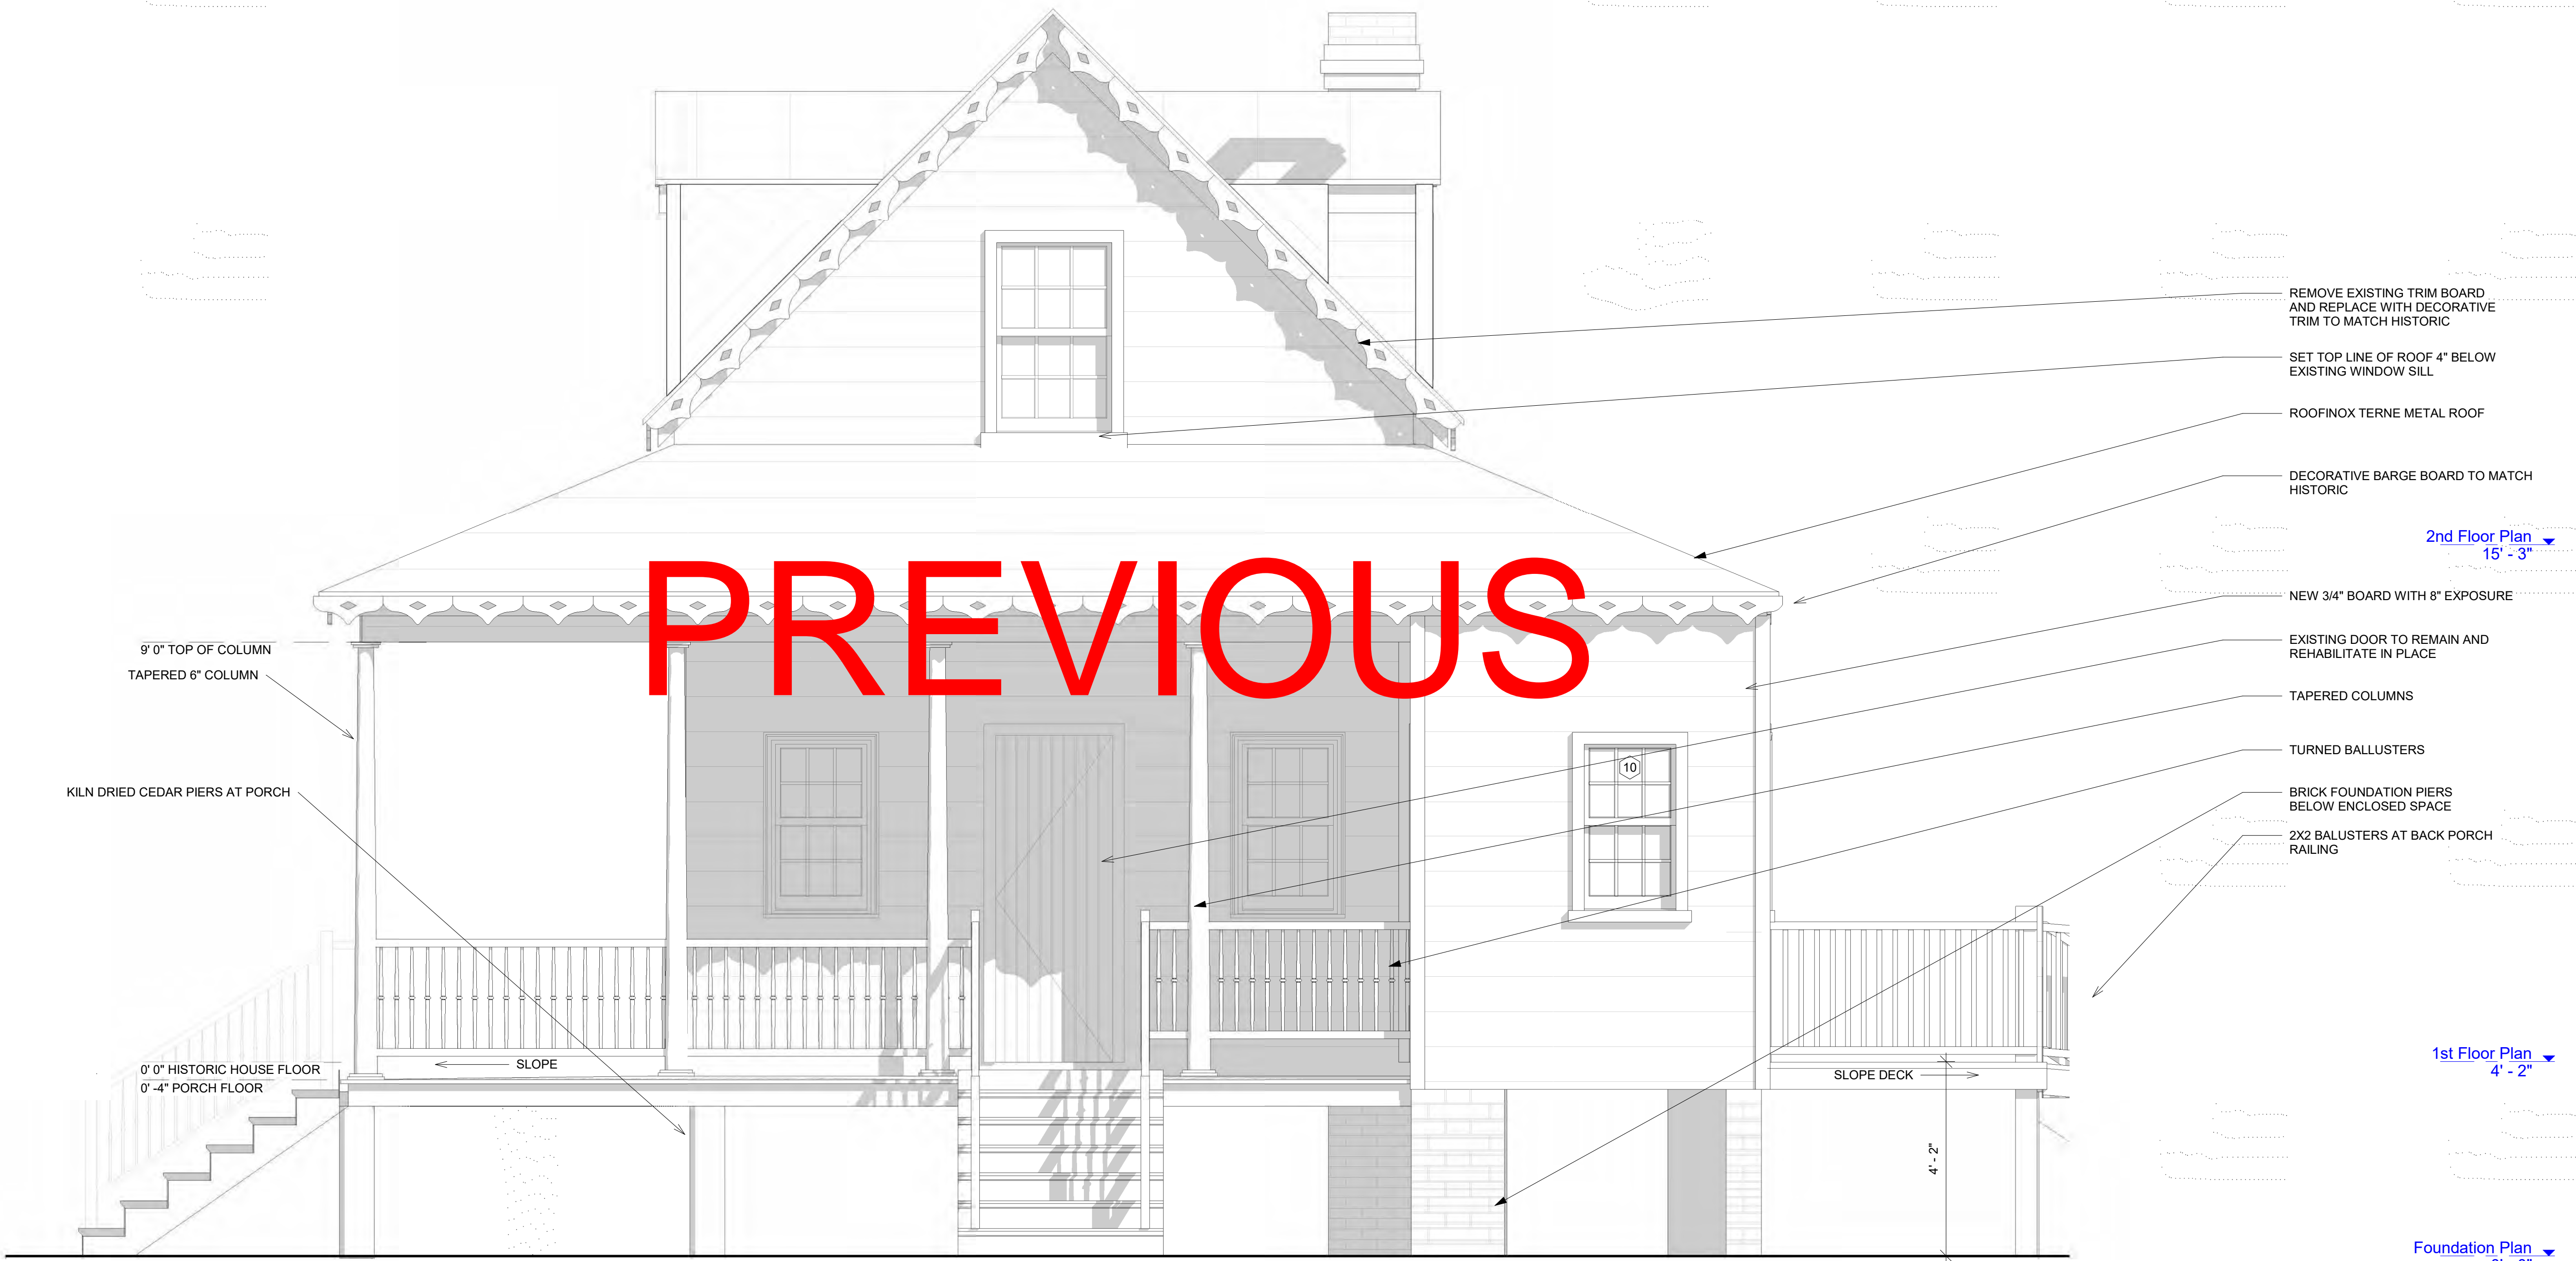 REMOVE EXISTING TRIM BOARD
AND REPLACE WITH DECORATIVE
TRIM TO MATCH HISTORIC
SET TOP LINE OF ROOF 4" BELOW
EXISTING WINDOW SILL
ROOFINOX TERNE METAL ROOF
DECORATIVE BARGE BOARD TO MATCH
HISTORIC
2nd Floor Plan
15' - 3"
PREVIOUS
NEW 3/4" BOARD WITH 8" EXPOSURE
EXISTING DOOR TO REMAIN AND
REHABILITATE IN PLACE
9' 0" TOP OF COLUMN
TAPERED 6" COLUMN
TAPERED COLUMNS
TURNED BALLUSTERS
10
KILN DRIED CEDAR PIERS AT PORCH
BRICK FOUNDATION PIERS
BELOW ENCLOSED SPACE
2X2 BALUSTERS AT BACK PORCH
RAILING
1st Floor Plan
4' - 2"
SLOPE
0' 0" HISTORIC HOUSE FLOOR
0' -4" PORCH FLOOR
SLOPE DECK
4' - 2"
Foundation Plan